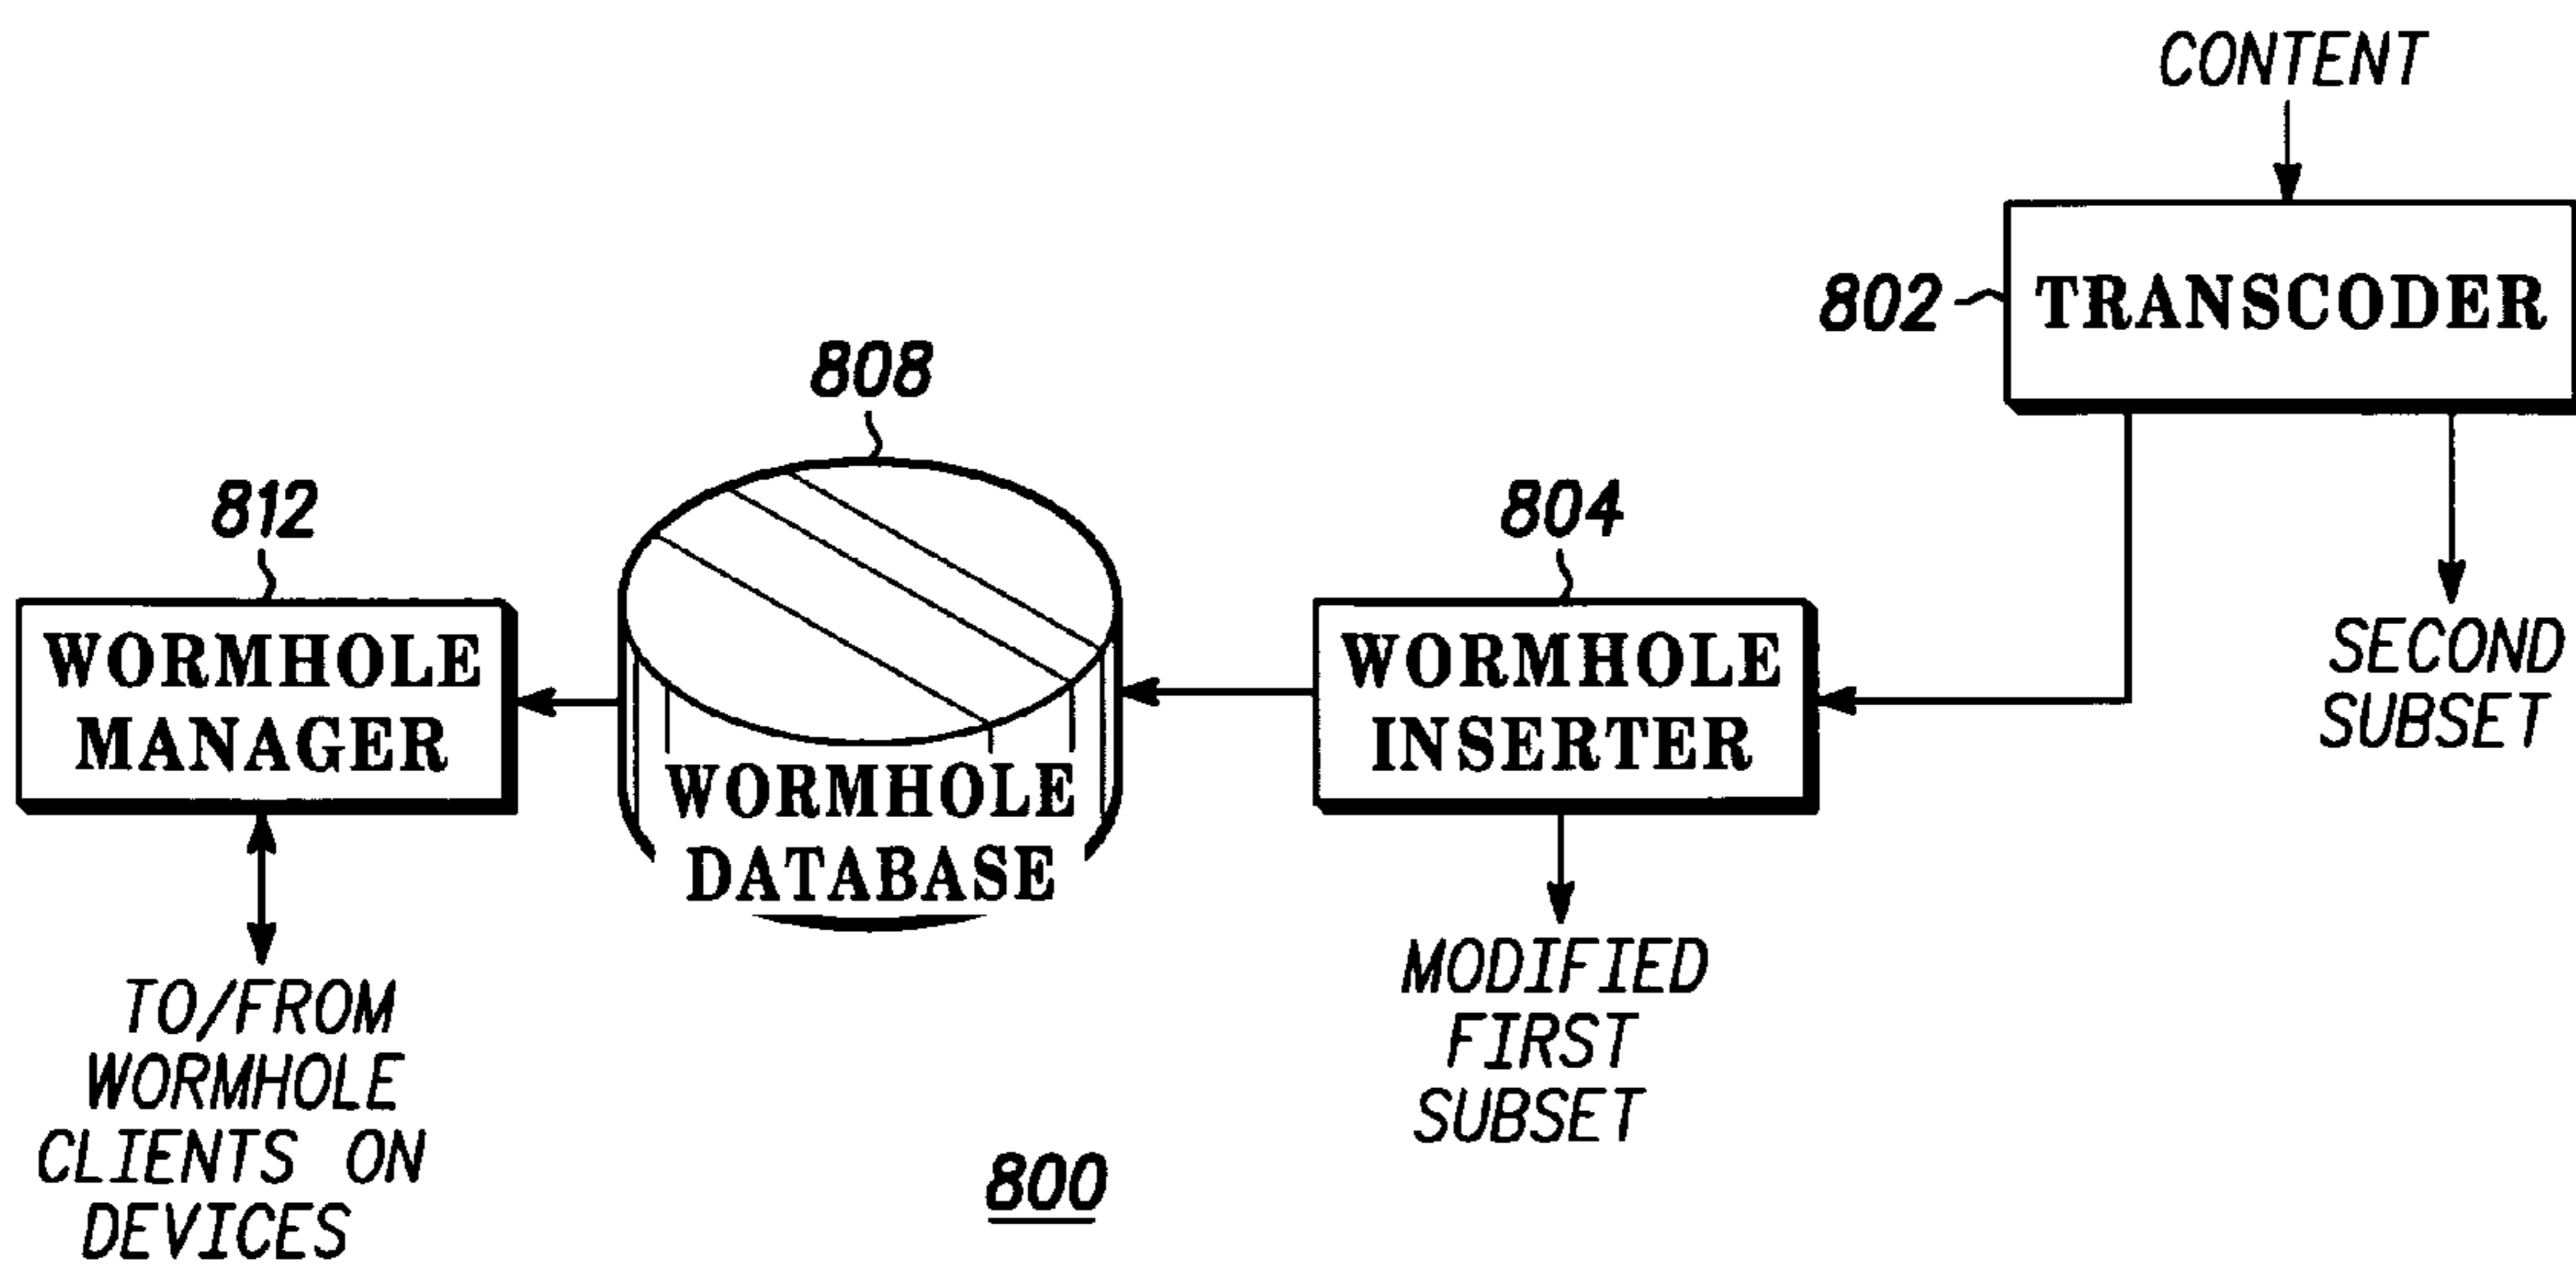 CONTENT
802
TRANSCODER
808
812
804
SECOND
SUBSET
WORMHOLE
MANAGER
WORMHOLE
DATABASE
WORMHOLE
INSERTER
MODIFIED
FIRST
SUBSET
TO/FROM
WORMHOLE
CLIENTS ON
DEVICES
800